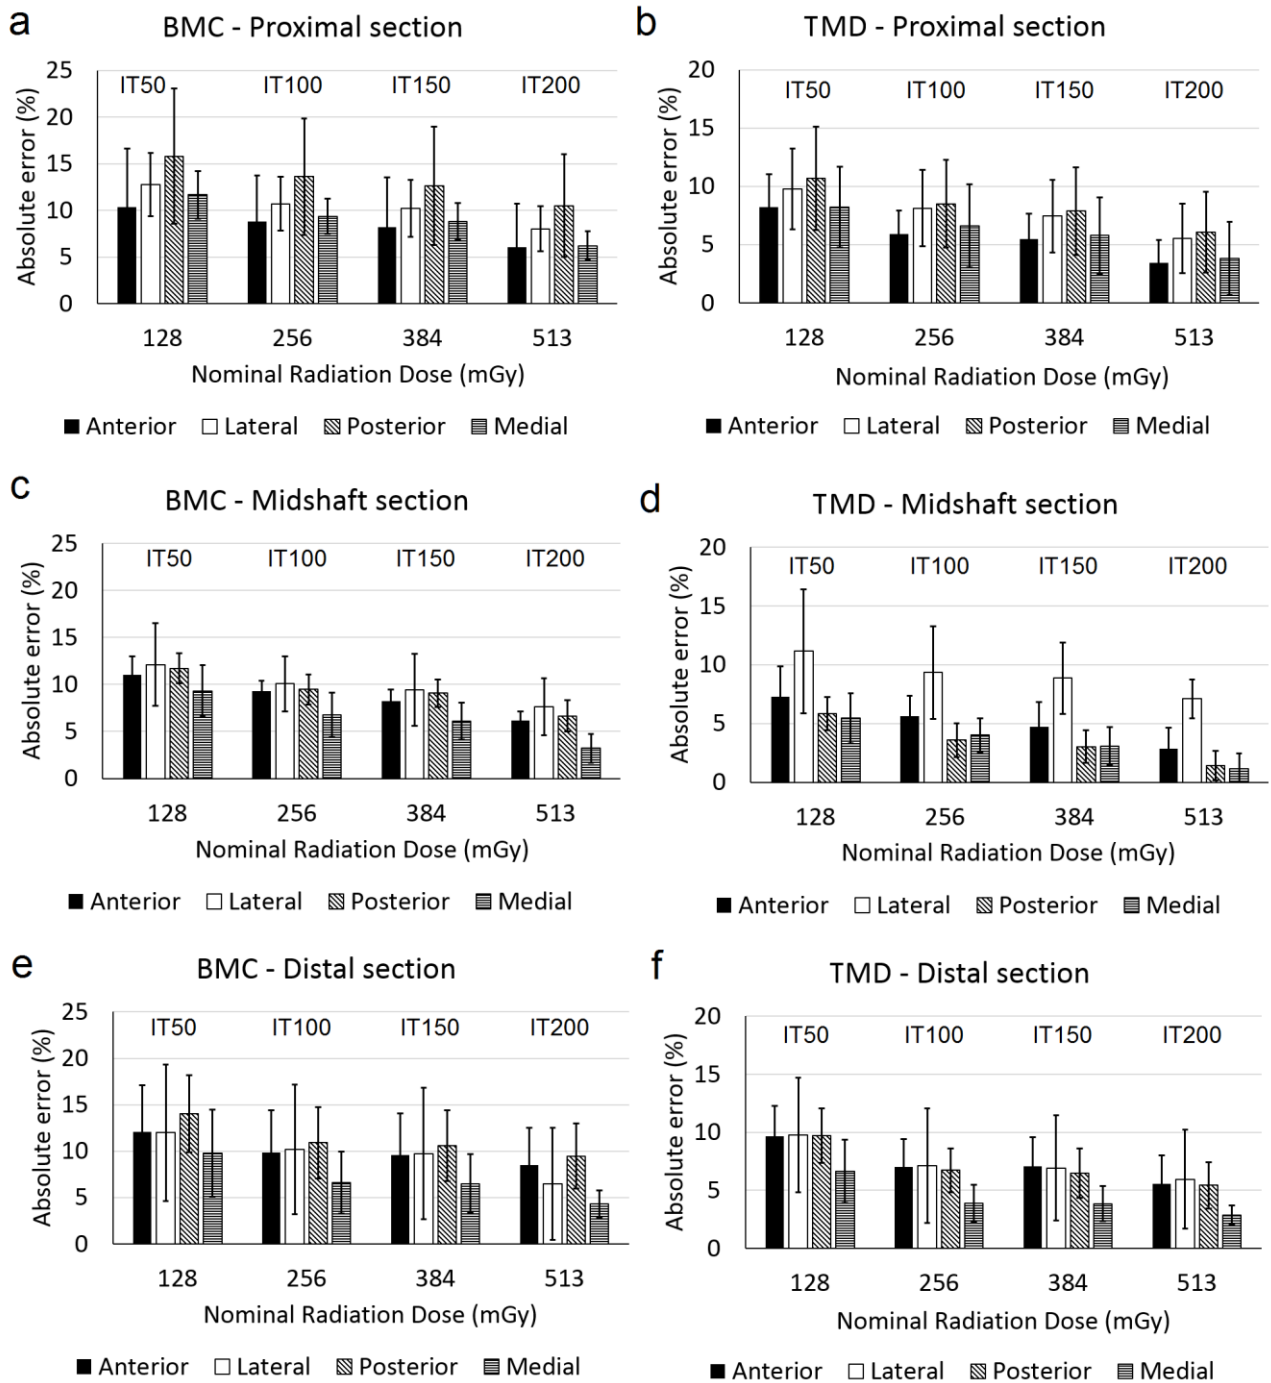 a
BMC - Proximal section
Absolute error (%)
25
20
15
10
5
0
IT50 IT100 IT150 IT200
128 256 384 513
Nominal Radiation Dose (mGy)
Anterior Lateral Posterior Medial
b
TMD - Proximal section
Absolute error (%)
20
15
10
5
0
IT50 IT100 IT150 IT200
128 256 384 513
Nominal Radiation Dose (mGy)
Anterior Lateral Posterior Medial
c
BMC - Midshaft section
Absolute error (%)
25
20
15
10
5
0
IT50 IT100 IT150 IT200
128 256 384 513
Nominal Radiation Dose (mGy)
Anterior Lateral Posterior Medial
d
TMD - Midshaft section
Absolute error (%)
20
15
10
5
0
IT50 IT100 IT150 IT200
128 256 384 513
Nominal Radiation Dose (mGy)
Anterior Lateral Posterior Medial
e
BMC - Distal section
Absolute error (%)
25
20
15
10
5
0
IT50 IT100 IT150 IT200
128 256 384 513
Nominal Radiation Dose (mGy)
Anterior Lateral Posterior Medial
f
TMD - Distal section
Absolute error (%)
20
15
10
5
0
IT50 IT100 IT150 IT200
128 256 384 513
Nominal Radiation Dose (mGy)
Anterior Lateral Posterior Medial